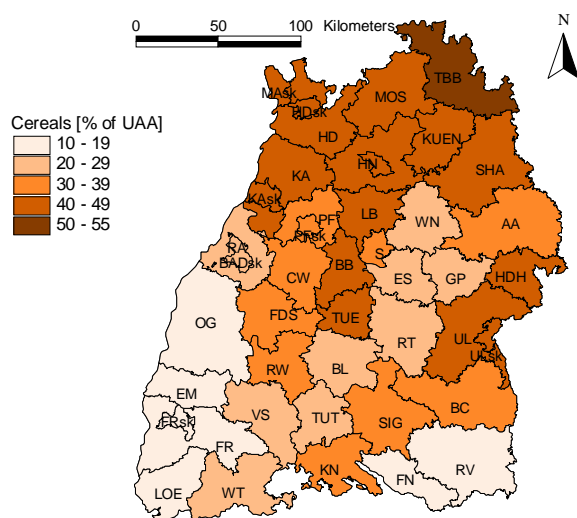 0 50 100 Kilometers
N
Cereals [% of UAA]
10 - 19
20 - 29
30 - 39
40 - 49
50 - 55
TBB
MAsk
MOS
HDsk
HD
KUEN
HN
SHA
KA
KAsk
LB
PF
WN
AA
PFsk
RA
S
BADsk
CW
BB
ES
GP
HDH
OG
FDS
TUE
RT
UL
ULsk
RW
BL
EM
BC
VS
TUT
SIG
FRsk
FR
KN
RV
FN
LOE
WT